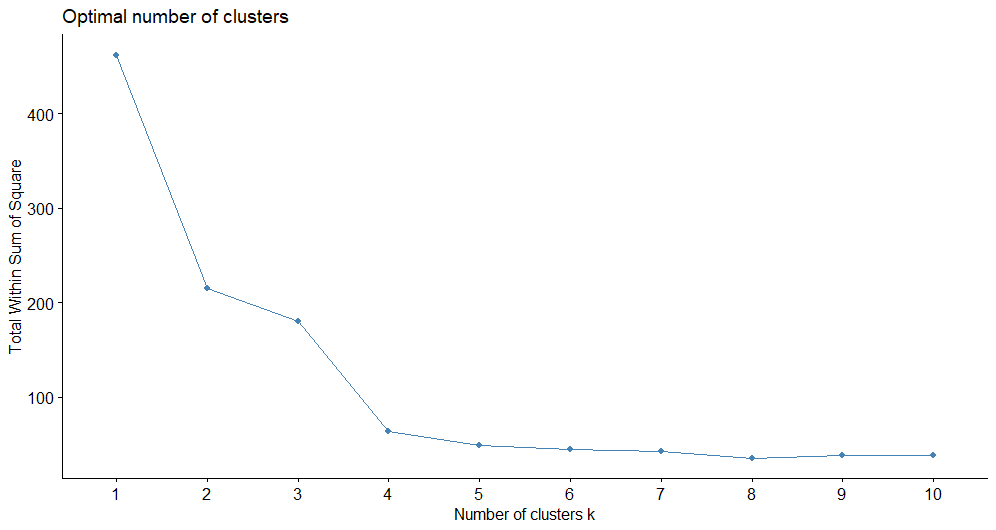 Optimal number of clusters
Total Within Sum of Square
400
300
200
100
1 2 3 4 5 6 7 8 9 10
Number of clusters k